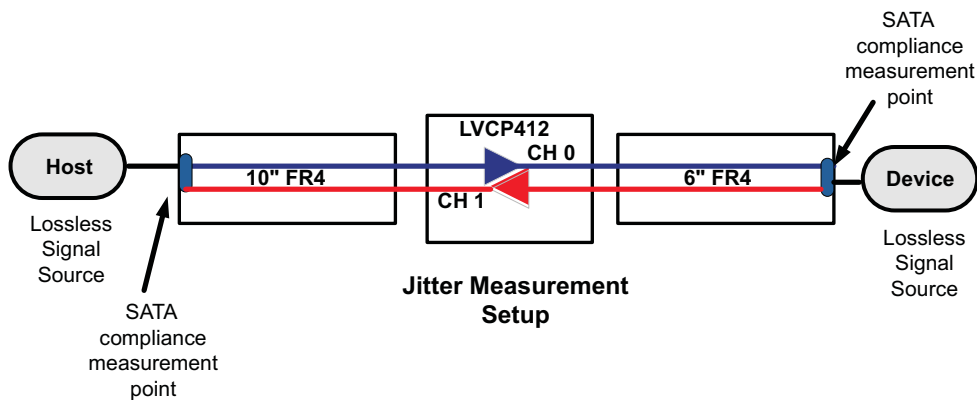 SATA
compliance
measurement
point
LVCP412
Host
10" FR4
CH 0
CH 1
6" FR4
Device
Lossless
Signal
Source
Lossless
Signal
Source
Jitter Measurement
Setup
SATA
compliance
measurement
point